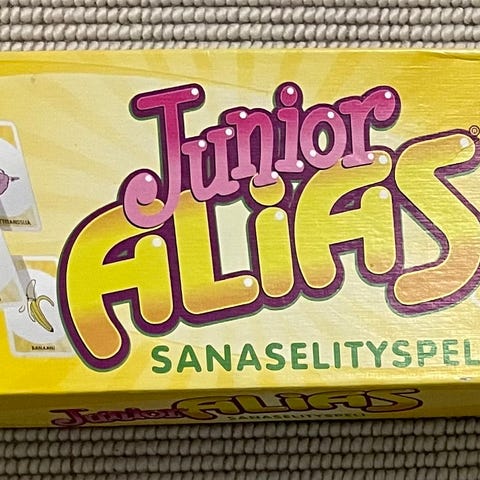 Junior
ALiAS®
SANASELITYSPEL
BANAANI
Junior ALiAS
SANASELITYSPELI